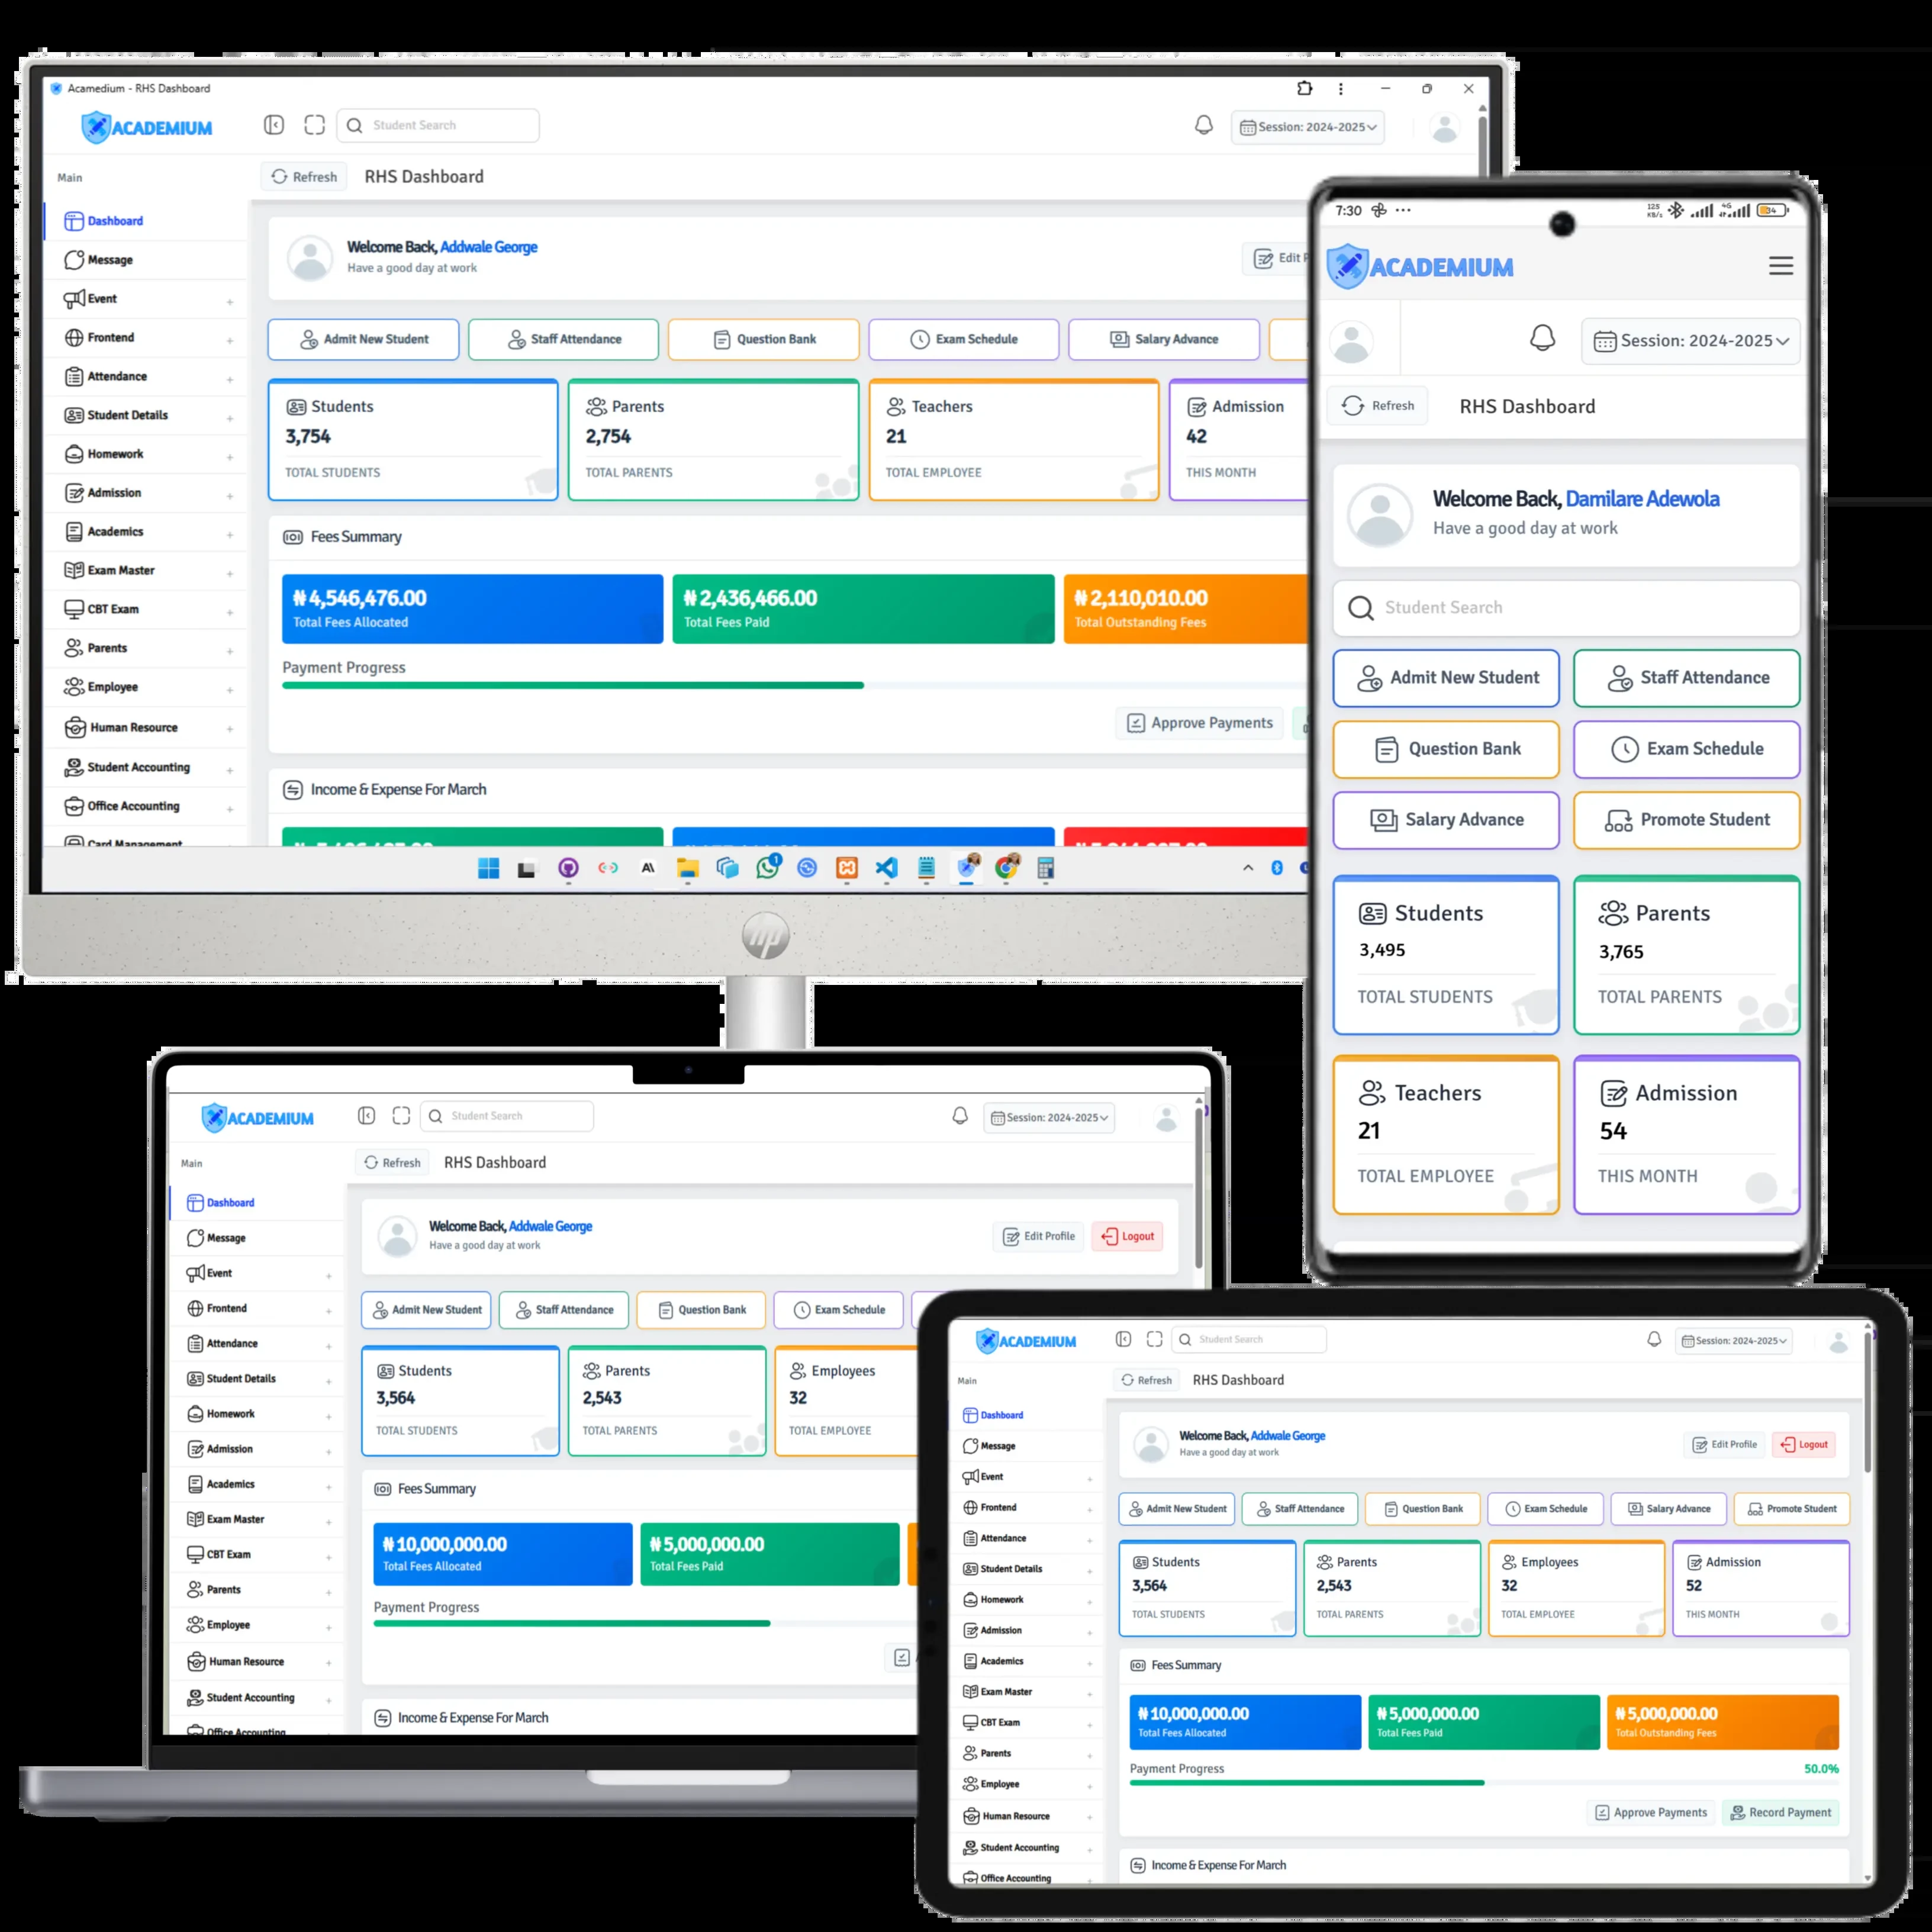 Acamedium - RHS Dashboard
ACADEMIUM
Student Search
Session: 2024-2025
Main
Refresh
RHS Dashboard
Dashboard
Message
Event
Frontend
Attendance
Student Details
Homework
Admission
Academics
Exam Master
CBT Exam
Parents
Employee
Human Resource
Student Accounting
Office Accounting
Card Management
Welcome Back, Addwale George
Have a good day at work
Admit New Student
Staff Attendance
Question Bank
Exam Schedule
Salary Advance
Students
3,754
TOTAL STUDENTS
Parents
2,754
TOTAL PARENTS
Teachers
21
TOTAL EMPLOYEE
Admission
42
THIS MONTH
Fees Summary
₦4,546,476.00
Total Fees Allocated
₦2,436,466.00
Total Fees Paid
₦2,110,010.00
Total Outstanding Fees
Payment Progress
Approve Payments
Income & Expense For March
hp
7:30
125 KB/s
4G
34
ACADEMIUM
Session: 2024-2025
Refresh
RHS Dashboard
Welcome Back, Damilare Adewola
Have a good day at work
Student Search
Admit New Student
Staff Attendance
Question Bank
Exam Schedule
Salary Advance
Promote Student
Students
3,495
TOTAL STUDENTS
Parents
3,765
TOTAL PARENTS
Teachers
21
TOTAL EMPLOYEE
Admission
54
THIS MONTH
ACADEMIUM
Student Search
Session: 2024-2025
Main
Refresh
RHS Dashboard
Dashboard
Message
Event
Frontend
Attendance
Student Details
Homework
Admission
Academics
Exam Master
CBT Exam
Parents
Employee
Human Resource
Student Accounting
Office Accounting
Welcome Back, Addwale George
Have a good day at work
Edit Profile
Logout
Admit New Student
Staff Attendance
Question Bank
Exam Schedule
Students
3,564
TOTAL STUDENTS
Parents
2,543
TOTAL PARENTS
Employees
32
TOTAL EMPLOYEE
Fees Summary
₦10,000,000.00
Total Fees Allocated
₦5,000,000.00
Total Fees Paid
Payment Progress
Income & Expense For March
ACADEMIUM
Student Search
Session: 2024-2025
Main
Refresh
RHS Dashboard
Dashboard
Message
Event
Frontend
Attendance
Student Details
Homework
Admission
Academics
Exam Master
CBT Exam
Parents
Employee
Human Resource
Student Accounting
Office Accounting
Welcome Back, Addwale George
Have a good day at work
Edit Profile
Logout
Admit New Student
Staff Attendance
Question Bank
Exam Schedule
Salary Advance
Promote Student
Students
3,564
TOTAL STUDENTS
Parents
2,543
TOTAL PARENTS
Employees
32
TOTAL EMPLOYEE
Admission
52
THIS MONTH
Fees Summary
₦10,000,000.00
Total Fees Allocated
₦5,000,000.00
Total Fees Paid
₦5,000,000.00
Total Outstanding Fees
Payment Progress
50.0%
Approve Payments
Record Payment
Income & Expense For March